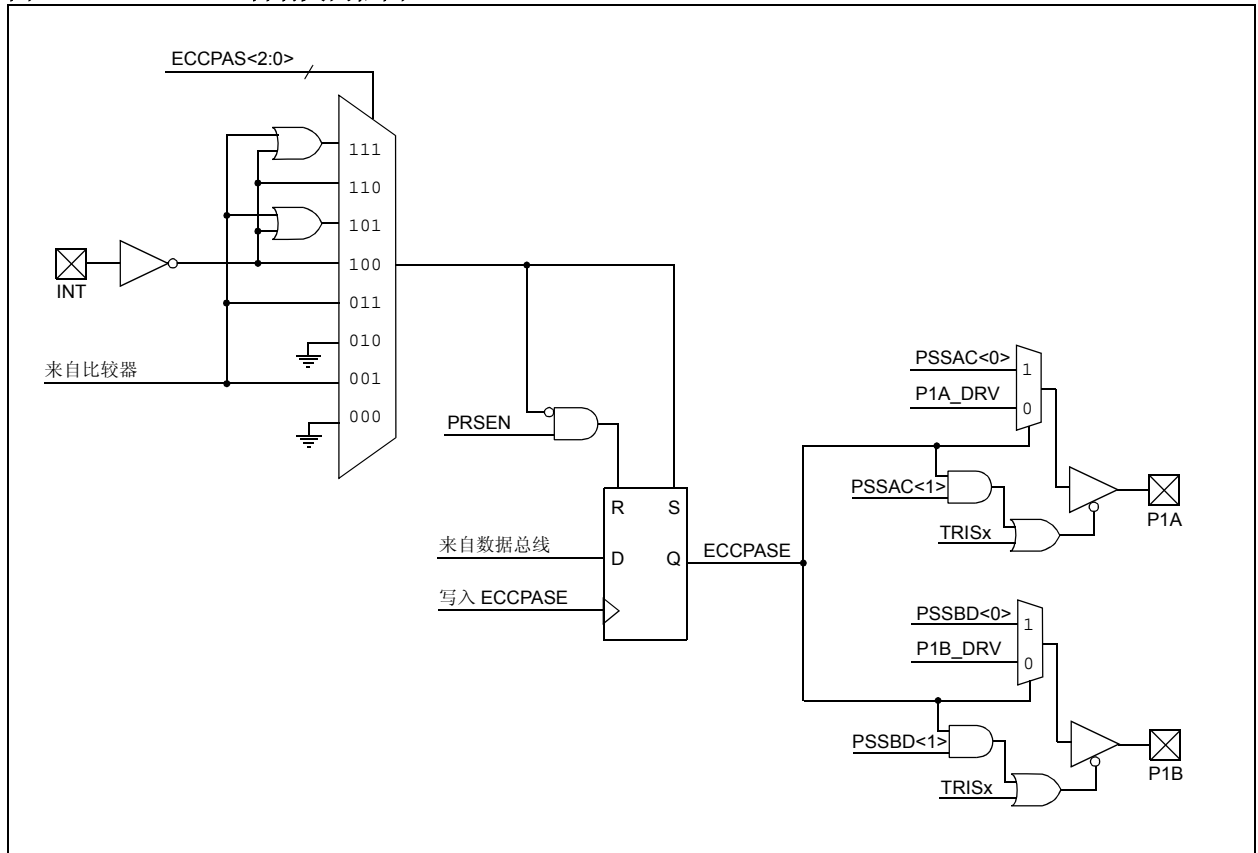 ECCPAS<2:0>
111
110
101
100
011
010
001
000
INT
来自比较器
PRSEN
R
S
D
Q
来自数据总线
写入 ECCPASE
ECCPASE
PSSAC<0>
1
P1A_DRV
0
PSSAC<1>
TRISx
P1A
PSSBD<0>
1
P1B_DRV
0
PSSBD<1>
TRISx
P1B